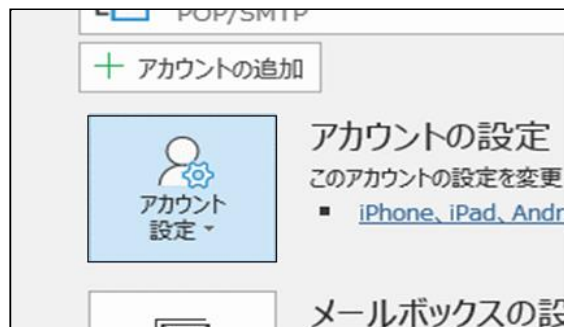 POP/SMTP
アカウントの追加
アカウント
設定
アカウントの設定
このアカウントの設定を変更
iPhone、iPad、Andr
メールボックスの設